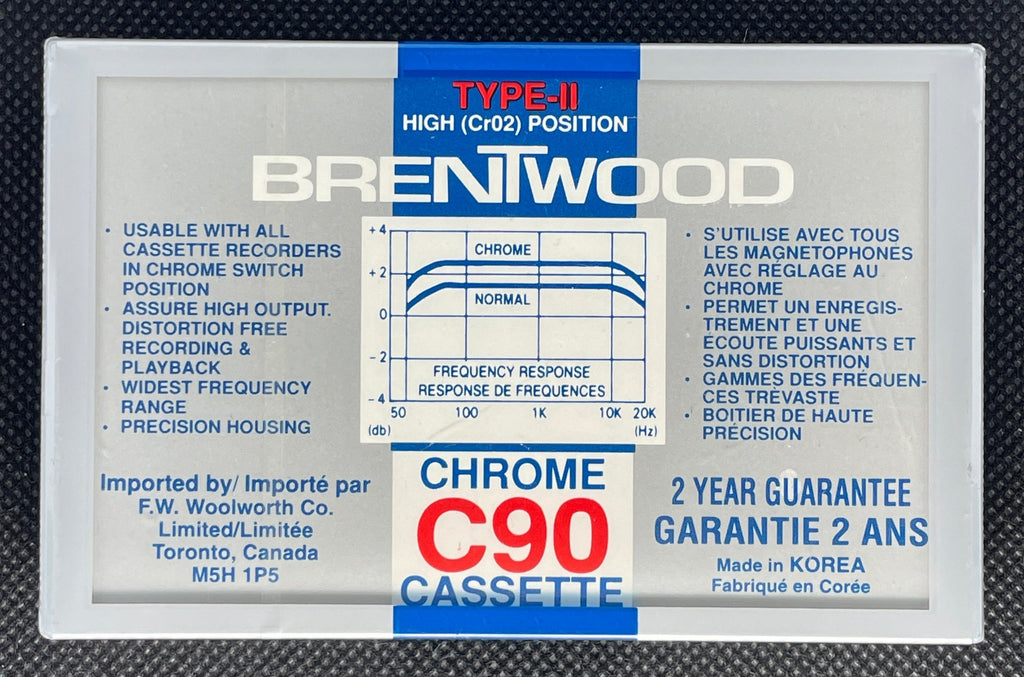 TYPE-II
HIGH (Cr02) POSITION
BRENTWOOD
• USABLE WITH ALL
CASSETTE RECORDERS
IN CHROME SWITCH
POSITION
• ASSURE HIGH OUTPUT.
DISTORTION FREE
RECORDING &
PLAYBACK
• WIDEST FREQUENCY
RANGE
• PRECISION HOUSING
+4
+2
0
-2
-4
CHROME
NORMAL
FREQUENCY RESPONSE
RESPONSE DE FREQUENCES
50 100 1K 10K 20K
(db) (Hz)
• S'UTILISE AVEC TOUS
LES MAGNETOPHONES
AVEC RÉGLAGE AU
CHROME
• PERMET UN ENREGIS-
TREMENT ET UNE
ÉCOUTE PUISSANTS ET
SANS DISTORTION
• GAMMES DES FRÉQUEN-
CES TRÈVASTE
• BOITIER DE HAUTE
PRÉCISION
Imported by/ Importé par
F.W. Woolworth Co.
Limited/Limitée
Toronto, Canada
M5H 1P5
CHROME
C90
CASSETTE
2 YEAR GUARANTEE
GARANTIE 2 ANS
Made in KOREA
Fabriqué en Corée